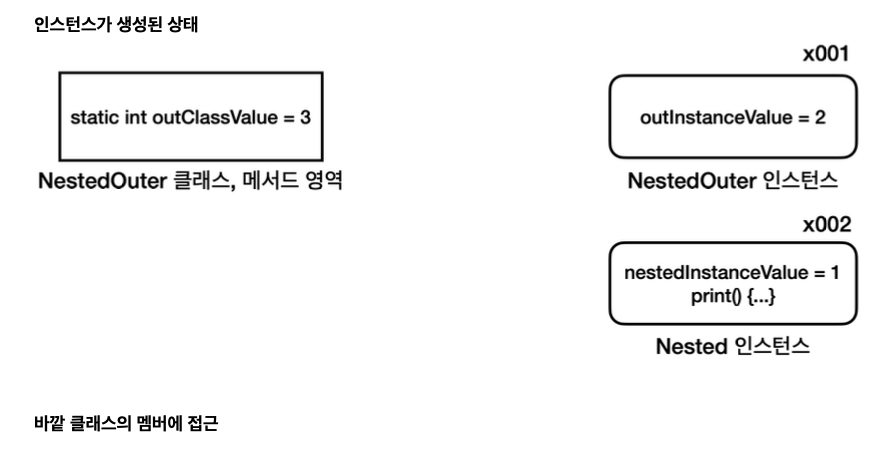 인스턴스가 생성된 상태
x001
static int outClassValue = 3
outInstanceValue = 2
NestedOuter 클래스, 메서드 영역
NestedOuter 인스턴스
x002
nestedInstanceValue = 1
print() {...}
Nested 인스턴스
바깥 클래스의 멤버에 접근